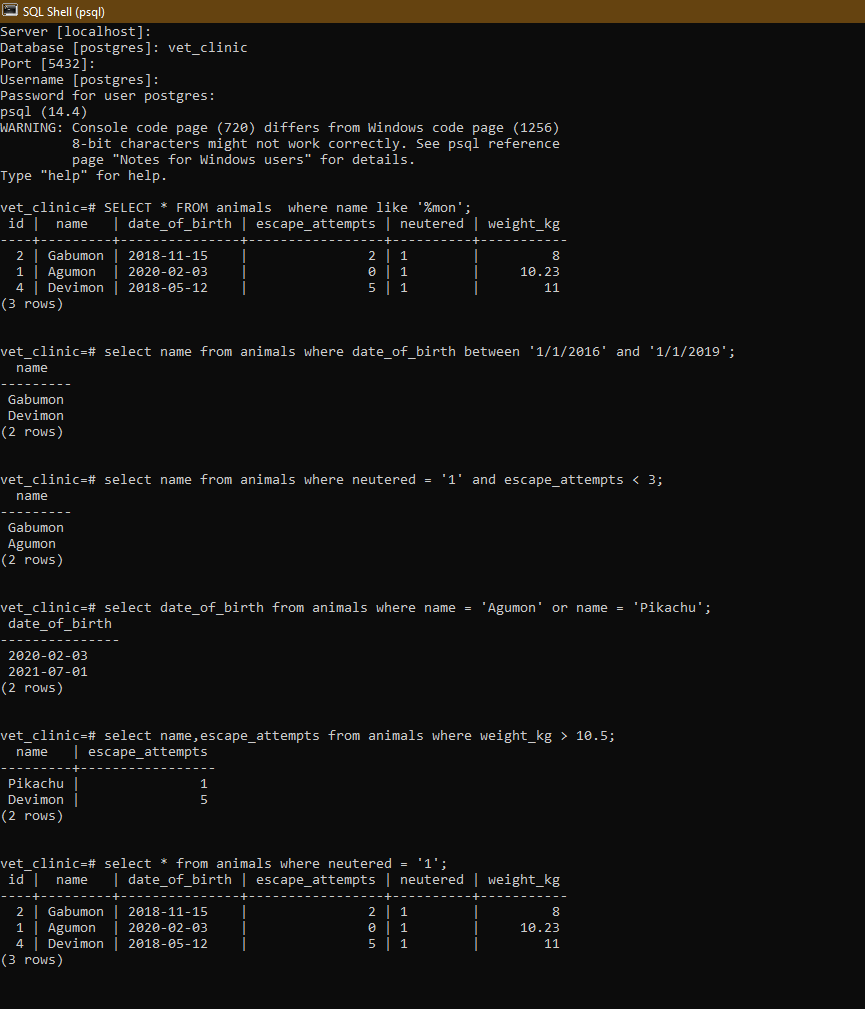 SQL Shell (psql)
Server [localhost]:
Database [postgres]: vet_clinic
Port [5432]:
Username [postgres]:
Password for user postgres:
psql (14.4)
WARNING: Console code page (720) differs from Windows code page (1256)
         8-bit characters might not work correctly. See psql reference
         page "Notes for Windows users" for details.
Type "help" for help.

vet_clinic=# SELECT * FROM animals  where name like '%mon';
 id |  name   | date_of_birth | escape_attempts | neutered | weight_kg
----+---------+---------------+-----------------+----------+-----------
  2 | Gabumon | 2018-11-15    |               2 | 1        |         8
  1 | Agumon  | 2020-02-03    |               0 | 1        |     10.23
  4 | Devimon | 2018-05-12    |               5 | 1        |        11
(3 rows)

vet_clinic=# select name from animals where date_of_birth between '1/1/2016' and '1/1/2019';
  name
---------
 Gabumon
 Devimon
(2 rows)

vet_clinic=# select name from animals where neutered = '1' and escape_attempts < 3;
  name
---------
 Gabumon
 Agumon
(2 rows)

vet_clinic=# select date_of_birth from animals where name = 'Agumon' or name = 'Pikachu';
 date_of_birth
---------------
 2020-02-03
 2021-07-01
(2 rows)

vet_clinic=# select name,escape_attempts from animals where weight_kg > 10.5;
  name   | escape_attempts
---------+-----------------
 Pikachu |               1
 Devimon |               5
(2 rows)

vet_clinic=# select * from animals where neutered = '1';
 id |  name   | date_of_birth | escape_attempts | neutered | weight_kg
----+---------+---------------+-----------------+----------+-----------
  2 | Gabumon | 2018-11-15    |               2 | 1        |         8
  1 | Agumon  | 2020-02-03    |               0 | 1        |     10.23
  4 | Devimon | 2018-05-12    |               5 | 1        |        11
(3 rows)